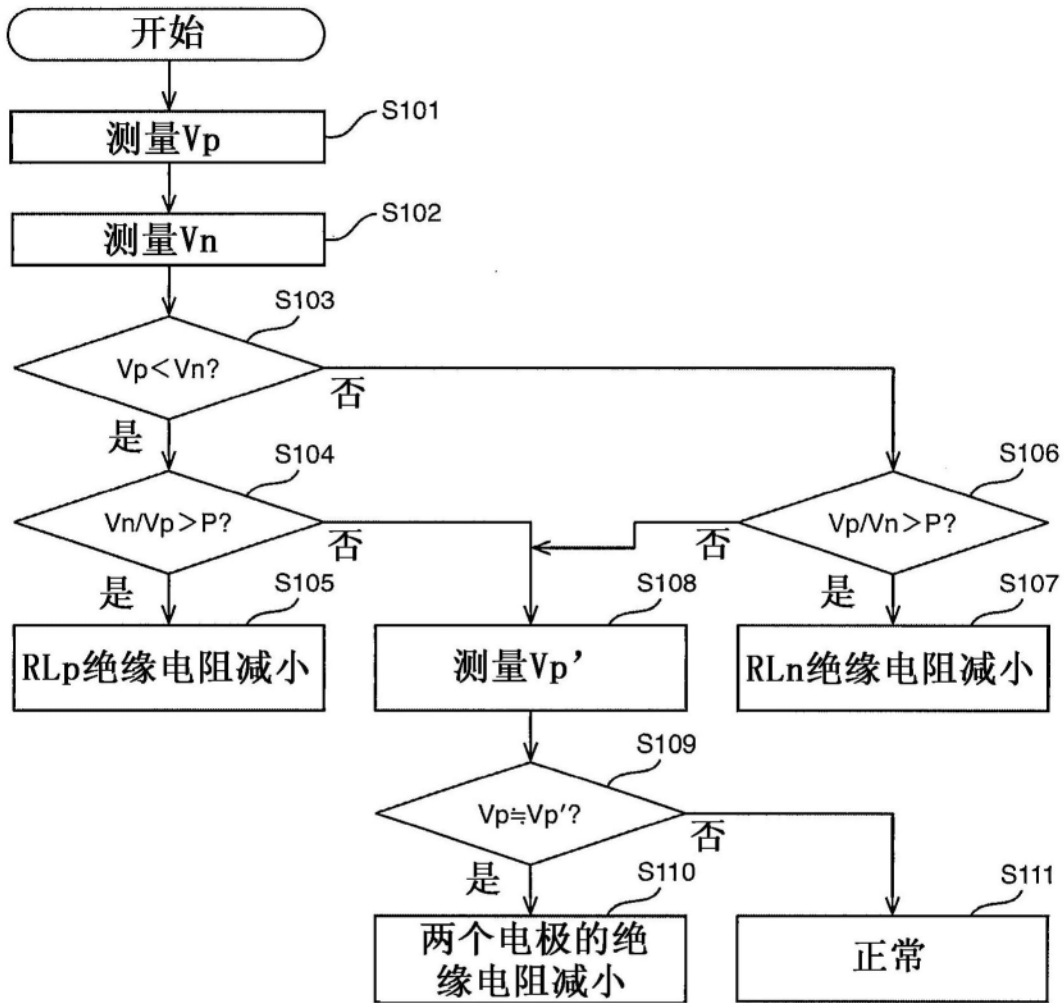 开始
S101
测量Vp
S102
测量Vn
S103
Vp＜Vn?
否
是
S104
Vn/Vp＞P?
否
是
S106
Vp/Vn＞P?
否
是
S105
RLp绝缘电阻减小
S108
测量Vp’
S107
RLn绝缘电阻减小
S109
Vp≒Vp′?
否
是
S110
两个电极的绝
缘电阻减小
S111
正常